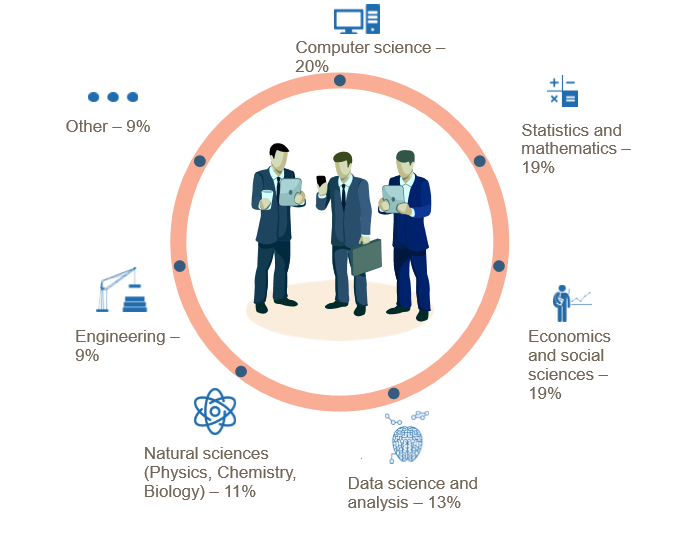 Computer science –
20%
Statistics and
mathematics –
19%
Economics
and social
sciences –
19%
Data science and
analysis – 13%
Natural sciences
(Physics, Chemistry,
Biology) – 11%
Engineering –
9%
Other – 9%